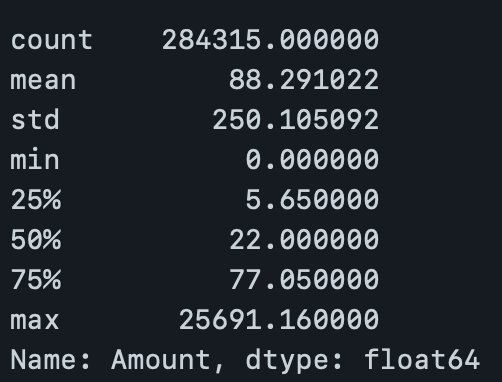 count    284315.000000
mean         88.291022
std         250.105092
min           0.000000
25%           5.650000
50%          22.000000
75%          77.050000
max       25691.160000
Name: Amount, dtype: float64